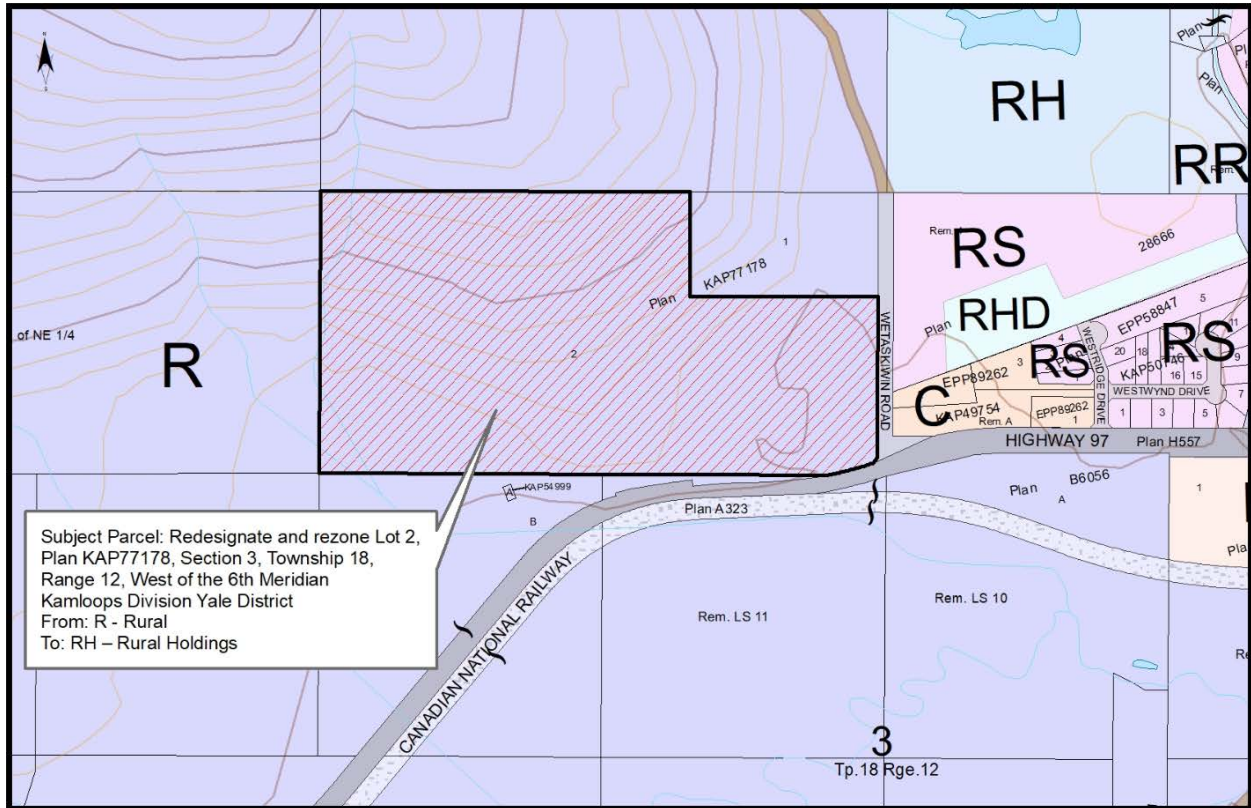 N
S
Plan
RH
Plan
RR
Rem.
1
Plan KAP77178
Rem.
RS
28666
Plan
RHD
EPP58847
5
WETASKIWIN ROAD
of NE 1/4
R
2
4
3
RS
Plan
20
18
KAP50746
RS
11
9
16
15
EPP89262
WESTRIDGE DRIVE
WESTWYND DRIVE
7
C
KAP49754
Rem. A
EPP89262
1
1
3
5
HIGHWAY 97
Plan H557
A
KAP54999
B
Plan A323
Plan
B6056
A
1
Subject Parcel: Redesignate and rezone Lot 2,
Plan KAP77178, Section 3, Township 18,
Range 12, West of the 6th Meridian
Kamloops Division Yale District
From: R - Rural
To: RH – Rural Holdings
CANADIAN NATIONAL RAILWAY
Rem. LS 11
Rem. LS 10
3
Tp.18 Rge.12